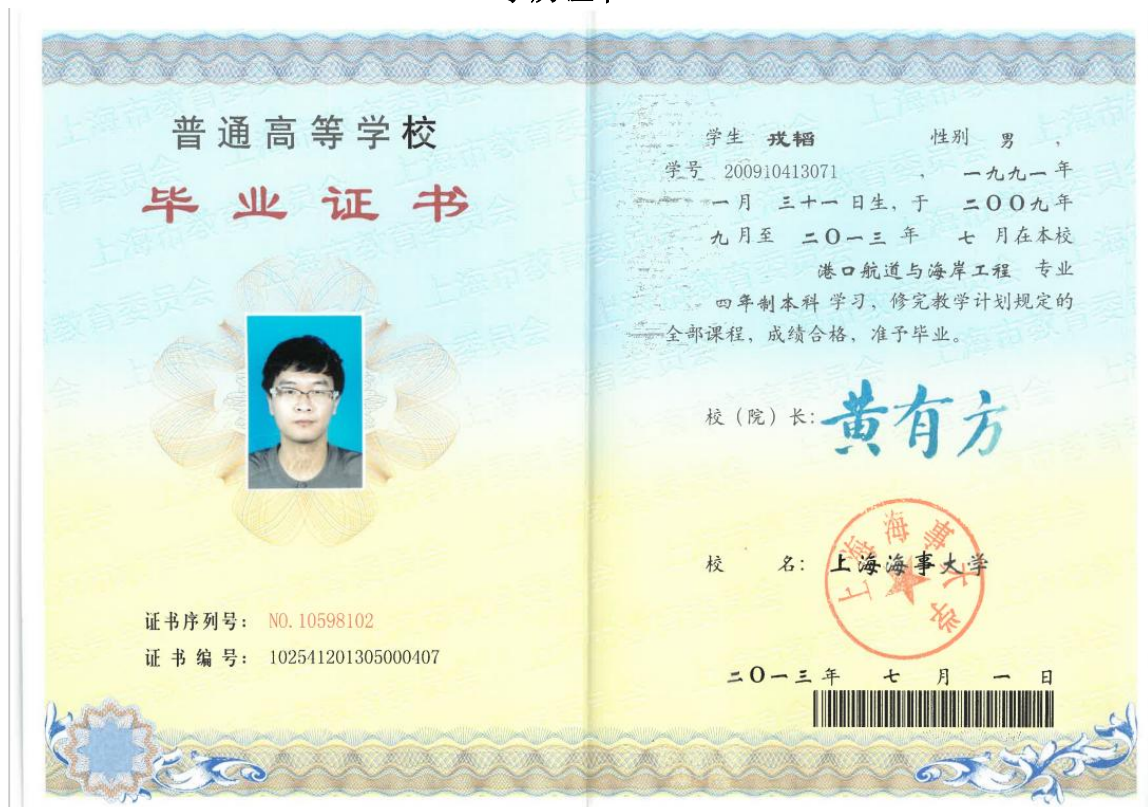 普通高等学校
毕业证书
证书序列号: NO.10598102
证书编号: 102541201305000407
学生 戎韬 性别 男 ,
学号 200910413071 , 一九九一年
一月 三十一 日生, 于 二〇〇九年
九月至 二〇一三 年 七 月在本校
港口航道与海岸工程 专业
四年制本科 学习, 修完教学计划规定的
全部课程, 成绩合格, 准予毕业。
校(院)长: 黄有方
校 名: 上海海事大学
上海海事大学
二〇一三年 七 月 一 日